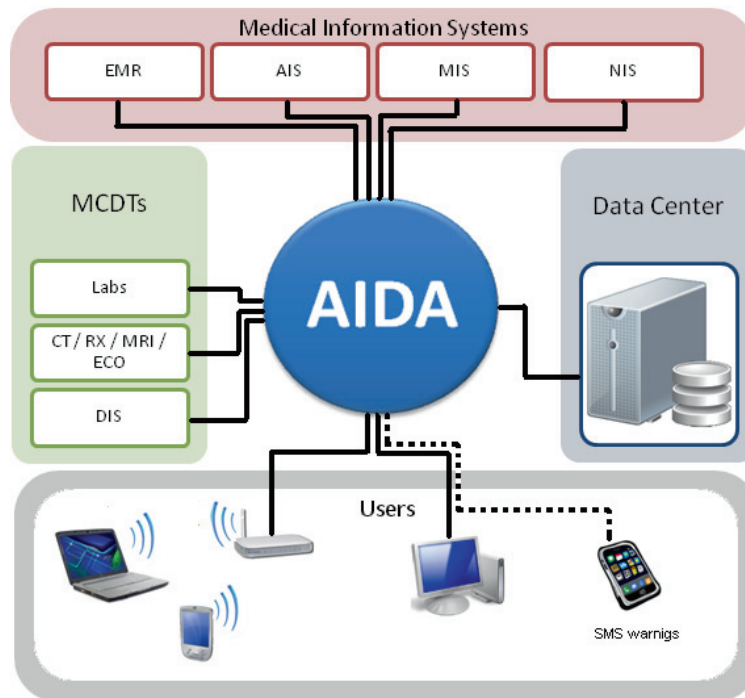 Medical Information Systems
EMR
AIS
MIS
NIS
MCDTs
Labs
CT / RX / MRI /
ECO
DIS
AIDA
Data Center
Users
SMS warnigs